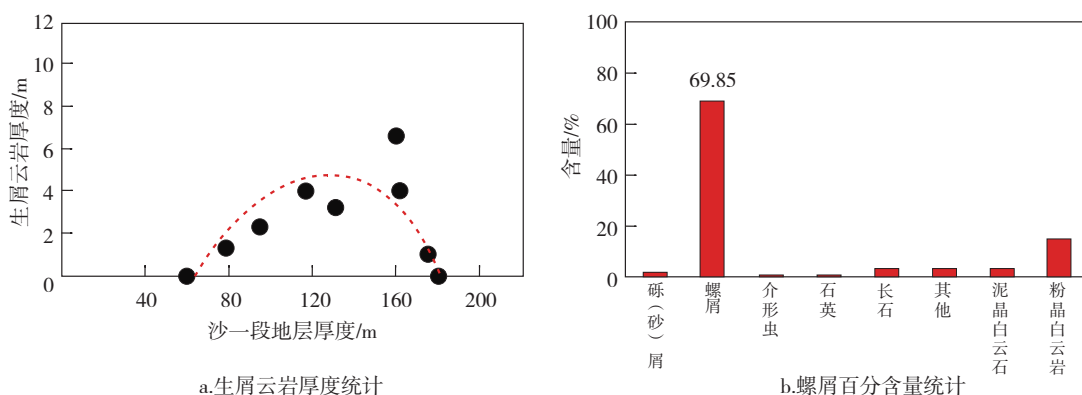 12
10
8
6
4
2
0
生屑云岩厚度/m
40
80
120
160
200
沙一段地层厚度/m
a.生屑云岩厚度统计
100
80
60
40
20
0
含量/%
69.85
砾（砂）屑
螺屑
介形虫
石英
长石
其他
泥晶白云石
粉晶白云岩
b.螺屑百分含量统计